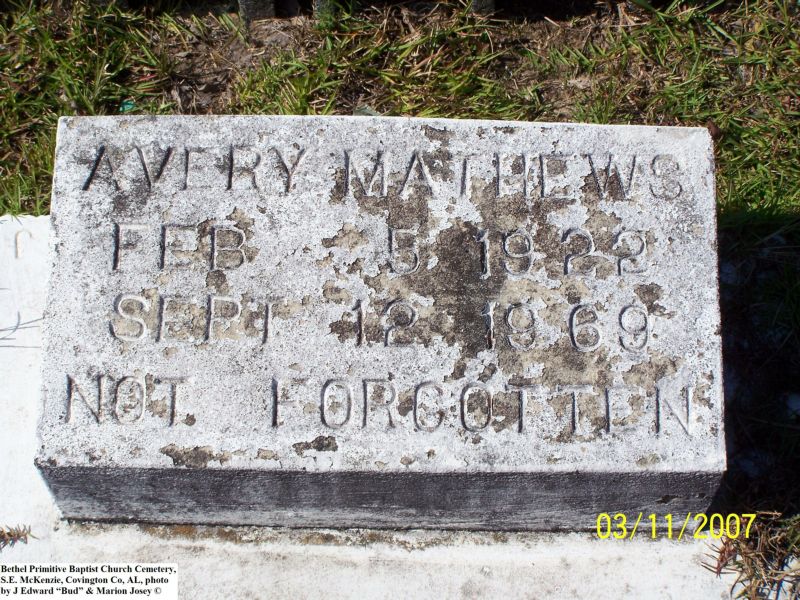 AVERY MATHEWS
FEB 5 1922
SEPT 12 1969
NOT FORGOTTEN
03/11/2007
Bethel Primitive Baptist Church Cemetery,
S.E. McKenzie, Covington Co, AL, photo
by J Edward “Bud” & Marion Josey ©